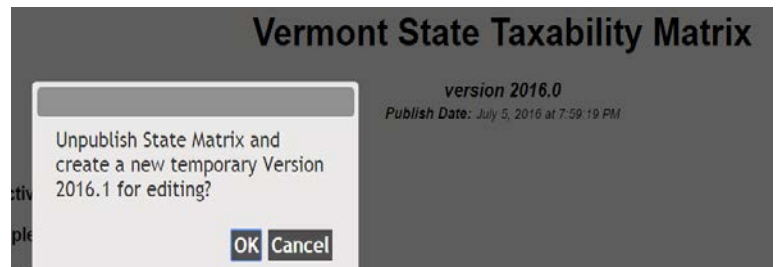 Vermont State Taxability Matrix
version 2016.0
Publish Date: July 5, 2016 at 7:59:19 PM
Unpublish State Matrix and
create a new temporary Version
2016.1 for editing?
OK Cancel